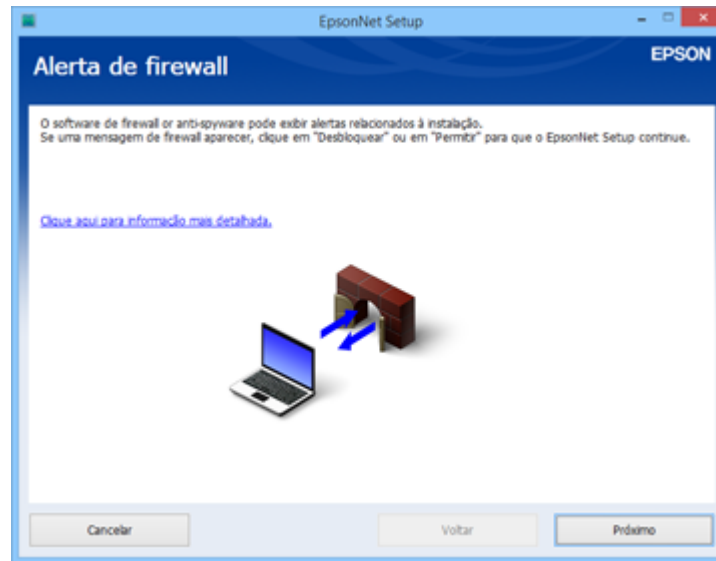 EpsonNet Setup
Alerta de firewall
EPSON
O software de firewall or anti-spyware pode exibir alertas relacionados à instalação.
Se uma mensagem de firewall aparecer, clique em "Desbloquear" ou em "Permitir" para que o EpsonNet Setup continue.
Clique aqui para informação mais detalhada.
Cancelar
Voltar
Próximo